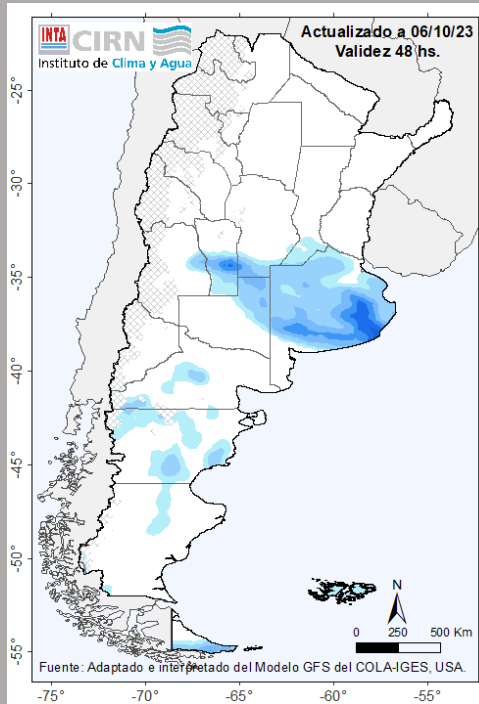 INTA CIRN
Instituto de Clima y Agua
Actualizado a 06/10/23
Validez 48 hs.
-25°
-30°
-35°
-40°
-45°
-50°
-55°
N
0 250 500 Km
Fuente: Adaptado e interpretado del Modelo GFS del COLA-IGES, USA.
-75° -70° -65° -60° -55°